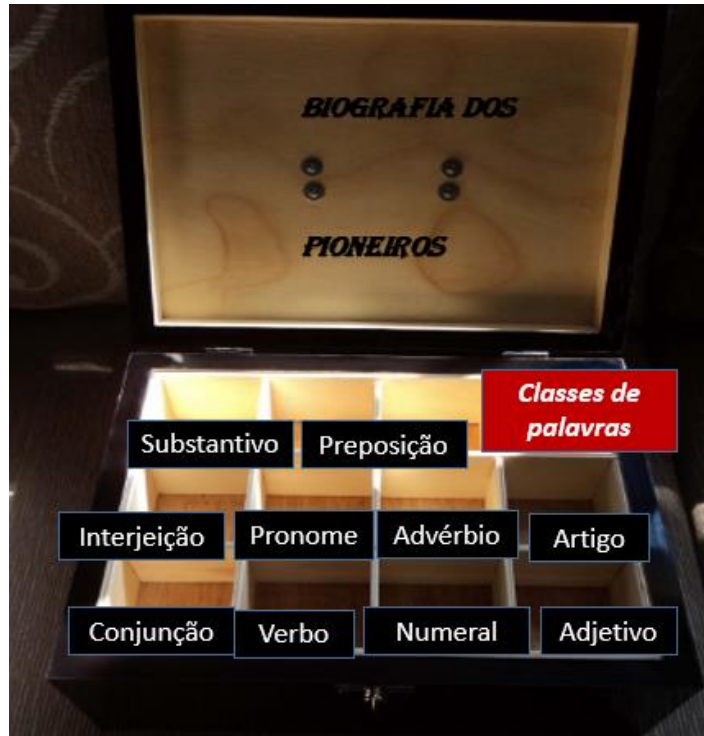 BIOGRAFIA DOS
PIONEIROS
Classes de
palavras
Substantivo
Preposição
Interjeição
Pronome
Advérbio
Artigo
Conjunção
Verbo
Numeral
Adjetivo